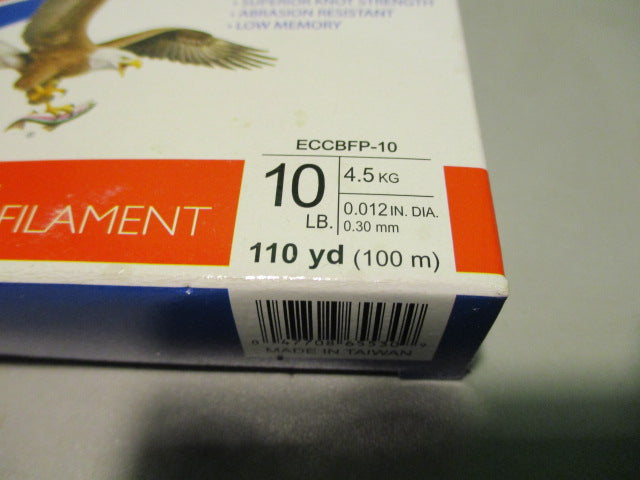 • SUPERIOR KNOT STRENGTH
• ABRASION RESISTANT
• LOW MEMORY
ECCBFP-10
10 LB.
4.5 KG
0.012 IN. DIA.
0.30 mm
FILAMENT
110 yd (100 m)
MADE IN TAIWAN